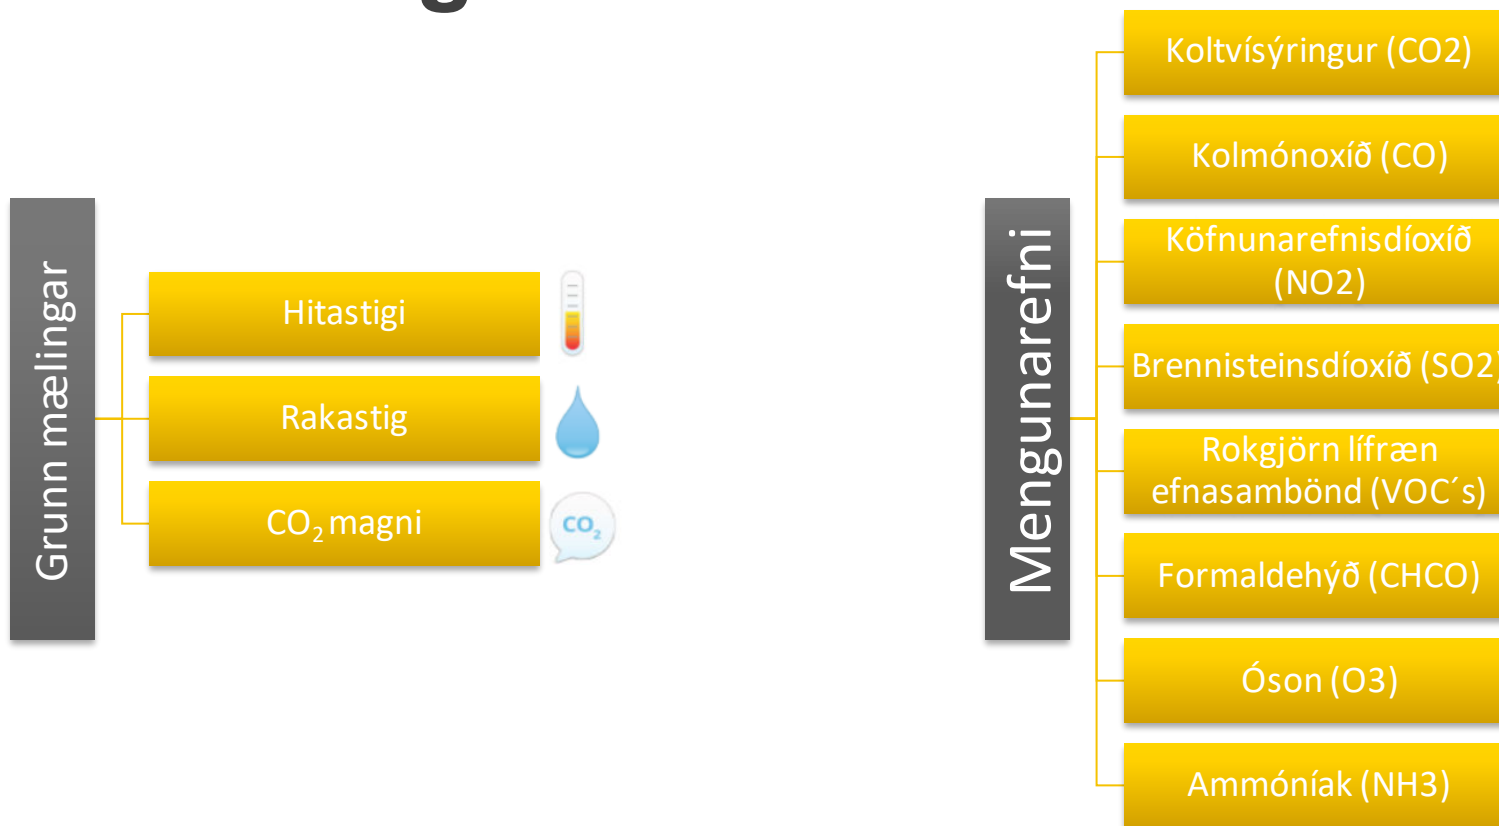 Grunn mælingar
Hitastigi
Rakastig
CO₂ magni
CO₂
Mengunarefni
Koltvísýringur (CO2)
Kolmónoxíð (CO)
Köfnunarefnisdíoxíð
(NO2)
Brennisteinsdíoxíð (SO2)
Rokgjörn lífræn
efnasambönd (VOC´s)
Formaldehýð (CHCO)
Óson (O3)
Ammóníak (NH3)